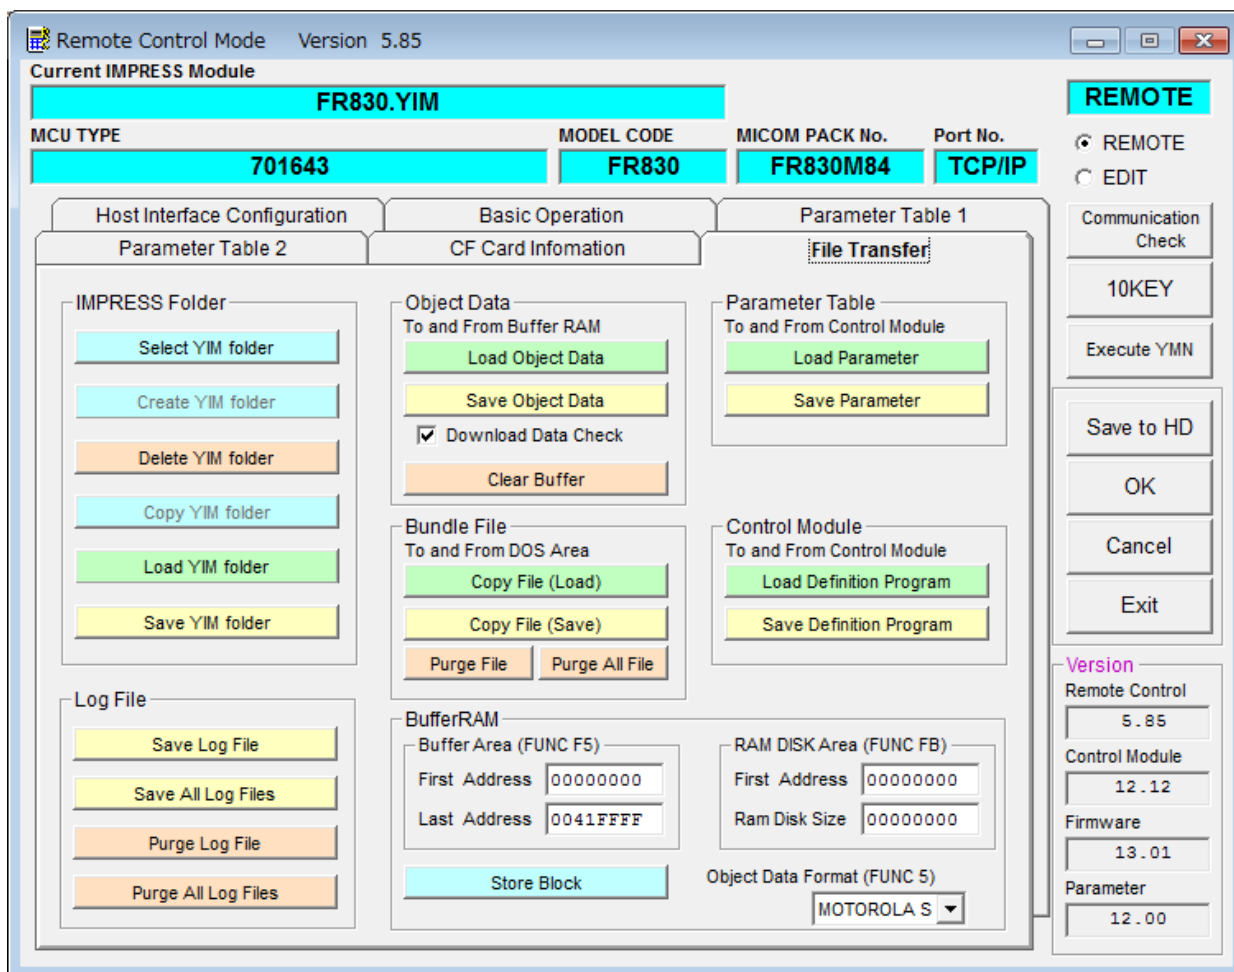 Remote Control Mode Version 5.85
Current IMPRESS Module
FR830.YIM
REMOTE
MCU TYPE
MODEL CODE
MICOM PACK No.
Port No.
701643
FR830
FR830M84
TCP/IP
REMOTE
EDIT
Host Interface Configuration
Basic Operation
Parameter Table 1
Parameter Table 2
CF Card Infomation
File Transfer
Communication
Check
10KEY
Execute YMN
Save to HD
OK
Cancel
Exit
IMPRESS Folder
Select YIM folder
Create YIM folder
Delete YIM folder
Copy YIM folder
Load YIM folder
Save YIM folder
Log File
Save Log File
Save All Log Files
Purge Log File
Purge All Log Files
Object Data
To and From Buffer RAM
Load Object Data
Save Object Data
Download Data Check
Clear Buffer
Bundle File
To and From DOS Area
Copy File (Load)
Copy File (Save)
Purge File
Purge All File
Parameter Table
To and From Control Module
Load Parameter
Save Parameter
Control Module
To and From Control Module
Load Definition Program
Save Definition Program
BufferRAM
Buffer Area (FUNC F5)
First Address 00000000
Last Address 0041FFFF
Store Block
RAM DISK Area (FUNC FB)
First Address 00000000
Ram Disk Size 00000000
Object Data Format (FUNC 5)
MOTOROLA S
Version
Remote Control
5.85
Control Module
12.12
Firmware
13.01
Parameter
12.00